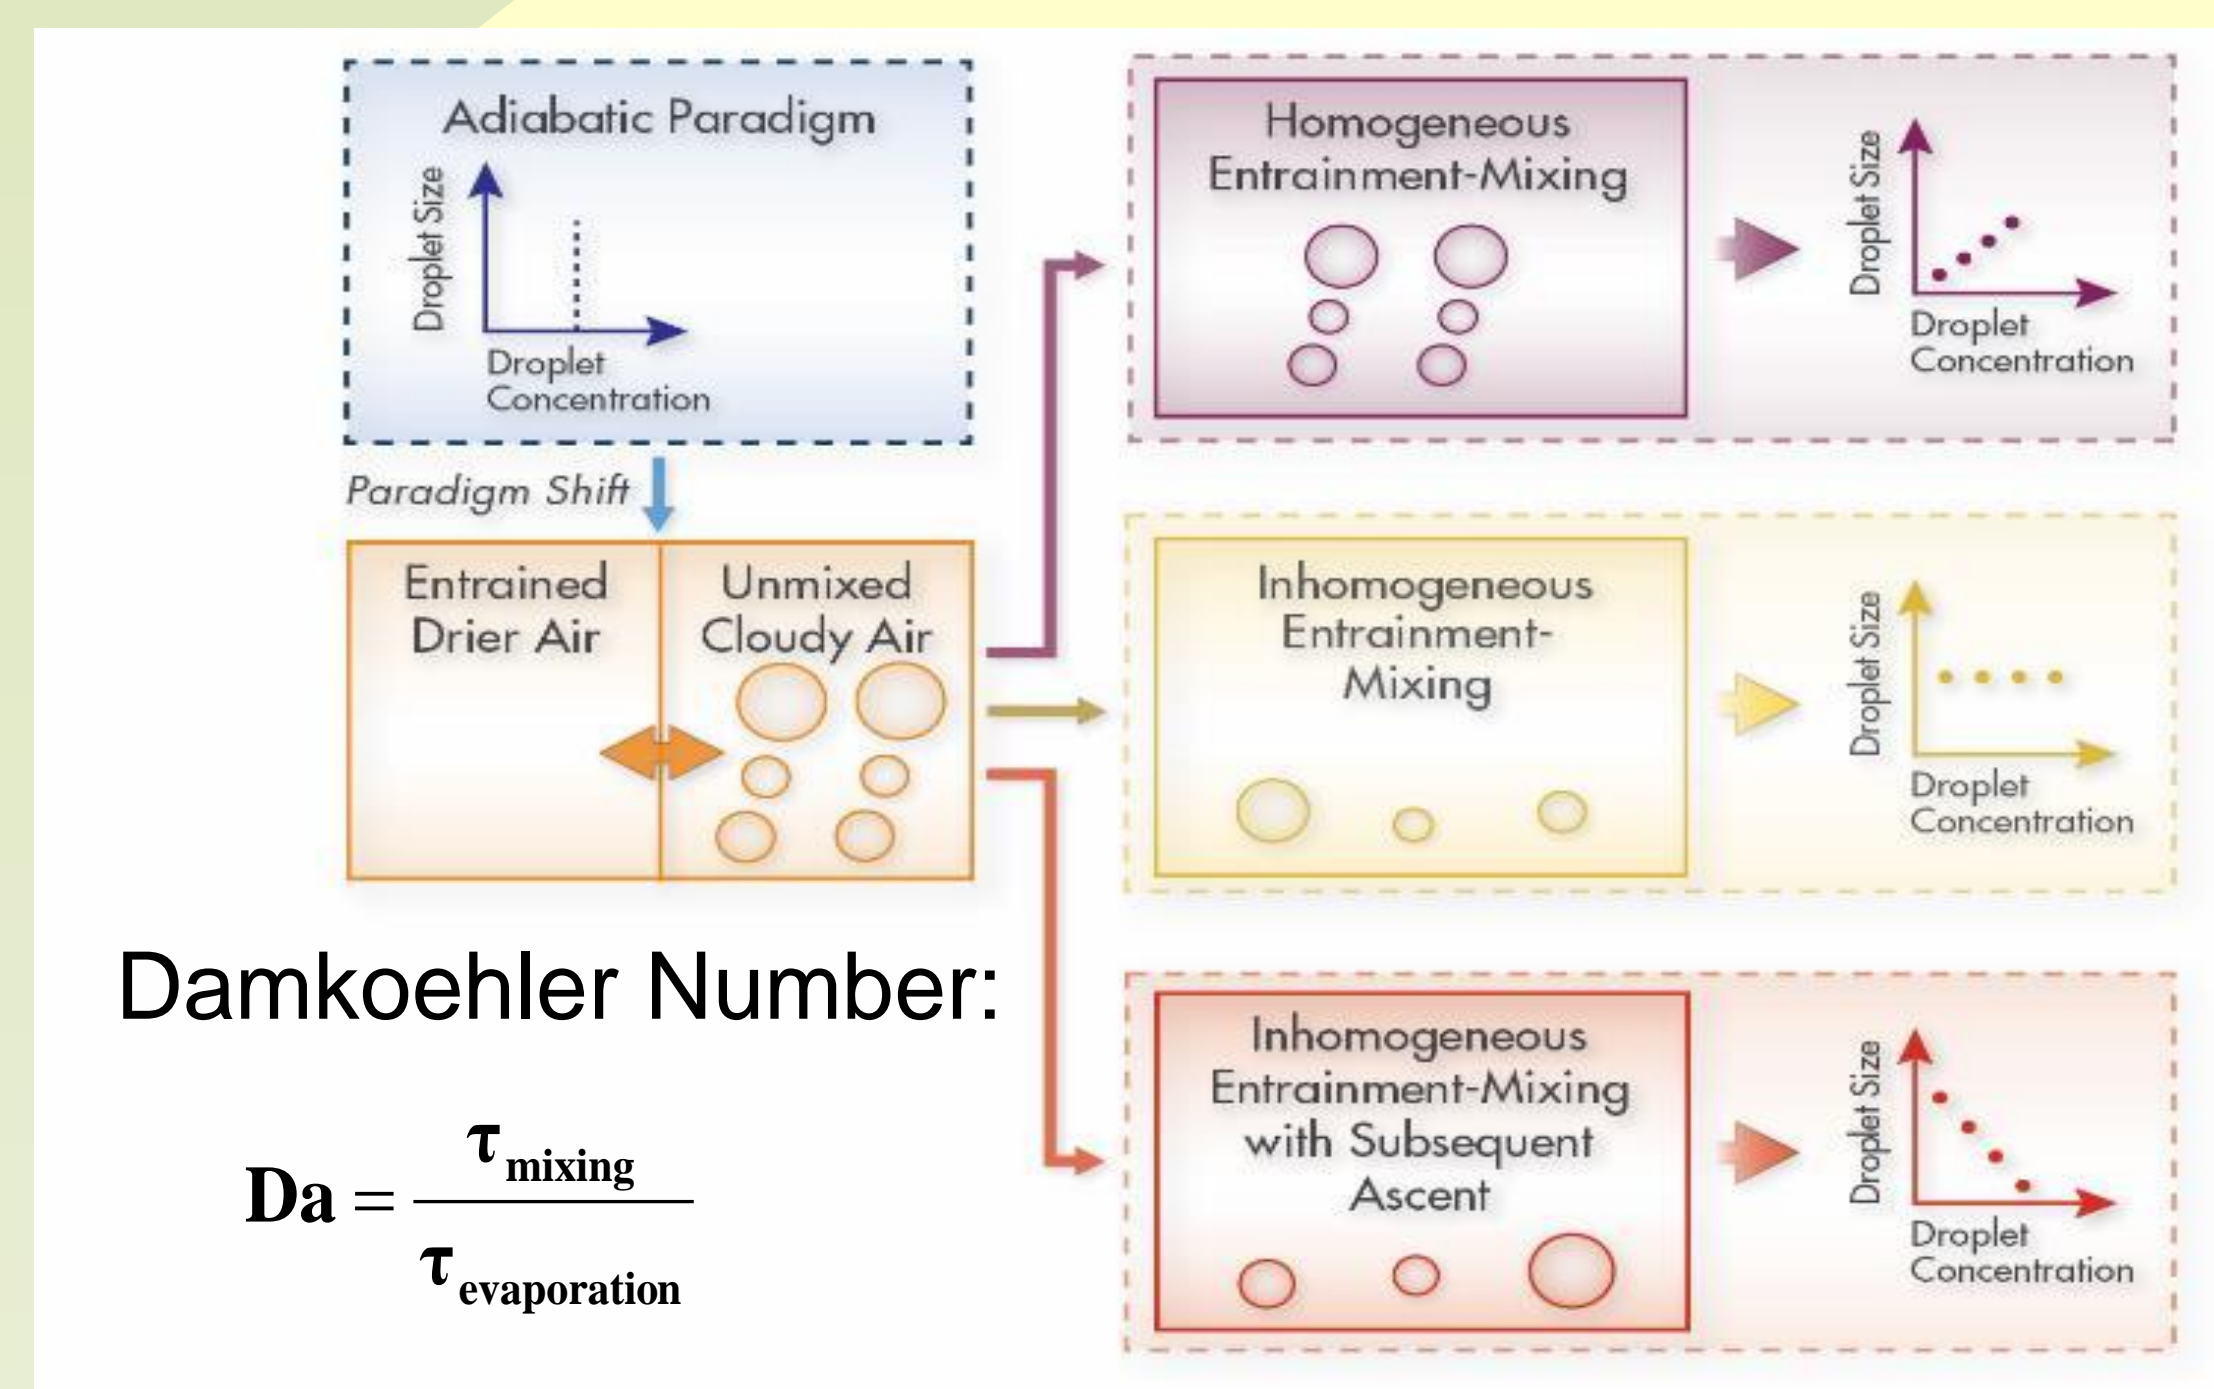 Adiabatic Paradigm
Droplet Size
Droplet
Concentration
Paradigm Shift
Entrained
Drier Air
Unmixed
Cloudy Air
Homogeneous
Entrainment-Mixing
Droplet Size
Droplet
Concentration
Inhomogeneous
Entrainment-
Mixing
Droplet Size
Droplet
Concentration
Inhomogeneous
Entrainment-Mixing
with Subsequent
Ascent
Droplet Size
Droplet
Concentration
Damkoehler Number:
Da = τ mixing / τ evaporation